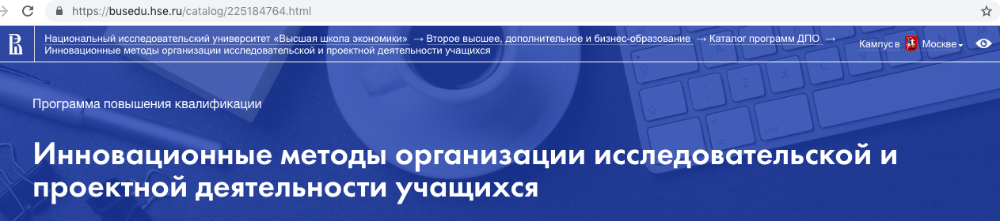 https://busedu.hse.ru/catalog/225184764.html
Национальный исследовательский университет «Высшая школа экономики» → Второе высшее, дополнительное и бизнес-образование → Каталог программ ДПО →
Инновационные методы организации исследовательской и проектной деятельности учащихся
Кампус в Москве
Программа повышения квалификации
Инновационные методы организации исследовательской и
проектной деятельности учащихся